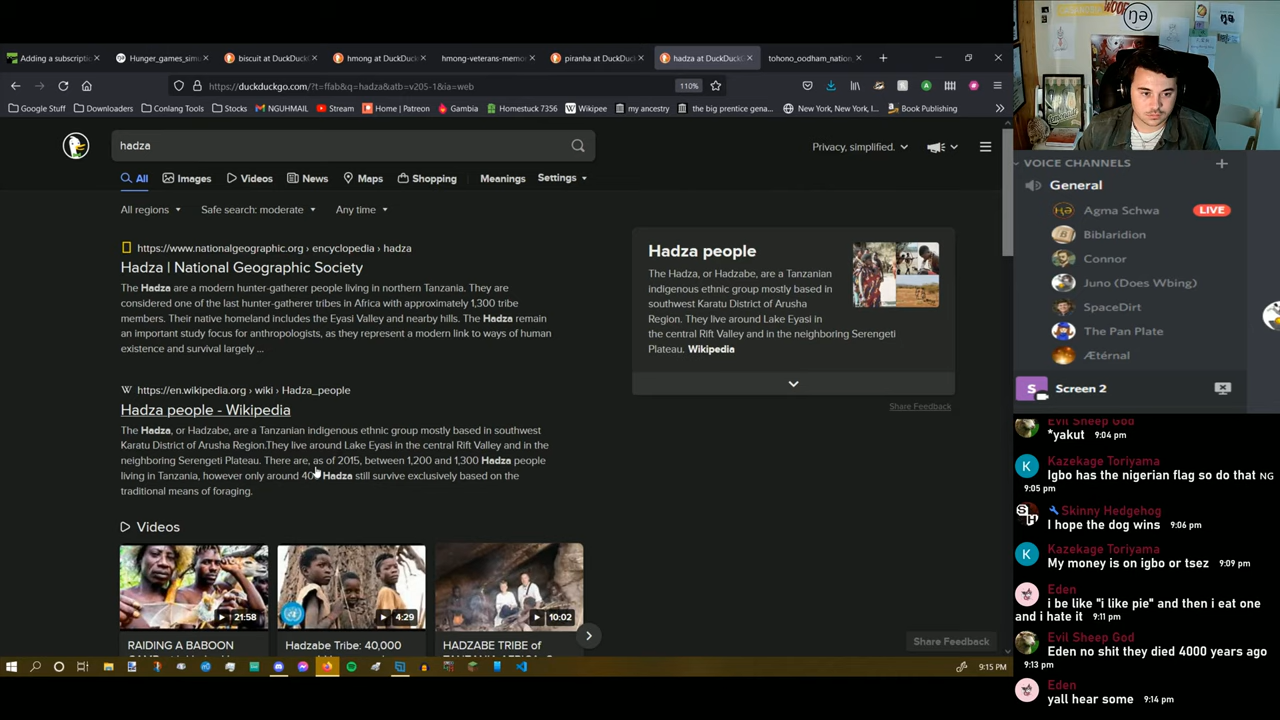 Adding a subscripti
Hunger_games_simu
biscuit at DuckDuck
hmong at DuckDuck
hmong-veterans-memo
piranha at DuckDuc
hadza at DuckDuck
tohono_oodham_nation
https://duckduckgo.com/?t=ffab&q=hadza&atb=v205-1&ia=web
110%
Google Stuff
Downloads
Conlang Tools
Stocks
NGUHMAIL
Stream
Home | Patreon
Gambia
Homestuck 7356
Wikipee
my ancestry
the big prentice gena...
New York, New York, ...
Book Publishing
hadza
Privacy, simplified.
All
Images
Videos
News
Maps
Shopping
Meanings
Settings
All regions
Safe search: moderate
Any time
https://www.nationalgeographic.org › encyclopedia › hadza
Hadza | National Geographic Society
The Hadza are a modern hunter-gatherer people living in northern Tanzania. They are
considered one of the last hunter-gatherer tribes in Africa with approximately 1,300 tribe
members. Their native homeland includes the Eyasi Valley and nearby hills. The Hadza remain
an important study focus for anthropologists, as they represent a modern link to ways of human
existence and survival largely ...
W https://en.wikipedia.org › wiki › Hadza_people
Hadza people - Wikipedia
The Hadza, or Hadzabe, are a Tanzanian indigenous ethnic group mostly based in southwest
Karatu District of Arusha Region.They live around Lake Eyasi in the central Rift Valley and in the
neighboring Serengeti Plateau. There are, as of 2015, between 1,200 and 1,300 Hadza people
living in Tanzania, however only around 40 Hadza still survive exclusively based on the
traditional means of foraging.
Videos
21:58
4:29
10:02
RAIDING A BABOON
Hadzabe Tribe: 40,000
HADZABE TRIBE of
Hadza people
The Hadza, or Hadzabe, are a Tanzanian
indigenous ethnic group mostly based in
southwest Karatu District of Arusha
Region. They live around Lake Eyasi in
the central Rift Valley and in the neighboring Serengeti
Plateau. Wikipedia
Share Feedback
Share Feedback
9:15 PM
ŋə
VOICE CHANNELS
General
Agma Schwa
LIVE
Biblaridion
Connor
Juno (Does Wbing)
SpaceDirt
The Pan Plate
Ætérnal
S
Screen 2
Evil Sheep God
*yakut 9:04 pm
K
Kazekage Toriyama
Igbo has the nigerian flag so do that NG
9:05 pm
SH
Skinny Hedgehog
I hope the dog wins 9:06 pm
K
Kazekage Toriyama
My money is on igbo or tsez 9:09 pm
Eden
i be like "i like pie" and then i eat one
and i hate it 9:11 pm
Evil Sheep God
Eden no shit they died 4000 years ago
9:13 pm
Eden
yall hear some 9:14 pm